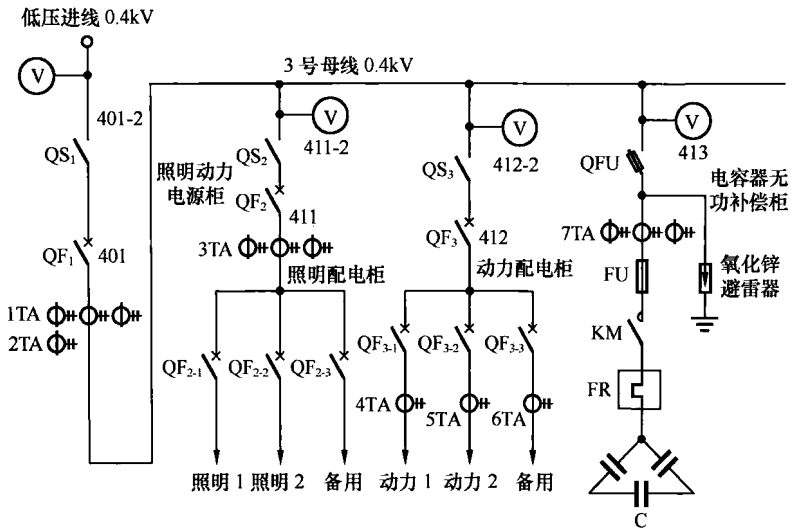 低压进线 0.4kV
V
401-2
QS₁
QF₁
401
1TA
2TA
3 号母线 0.4kV
V
411-2
QS₂
照明动力
电源柜
QF₂
411
3TA
照明配电柜
QF₂₋₁
QF₂₋₂
QF₂₋₃
照明 1
照明 2
备用
V
412-2
QS₃
QF₃
412
动力配电柜
QF₃₋₁
QF₃₋₂
QF₃₋₃
4TA
5TA
6TA
动力 1
动力 2
备用
V
413
QFU
电容器无
功补偿柜
7TA
FU
氧化锌
避雷器
KM
FR
C